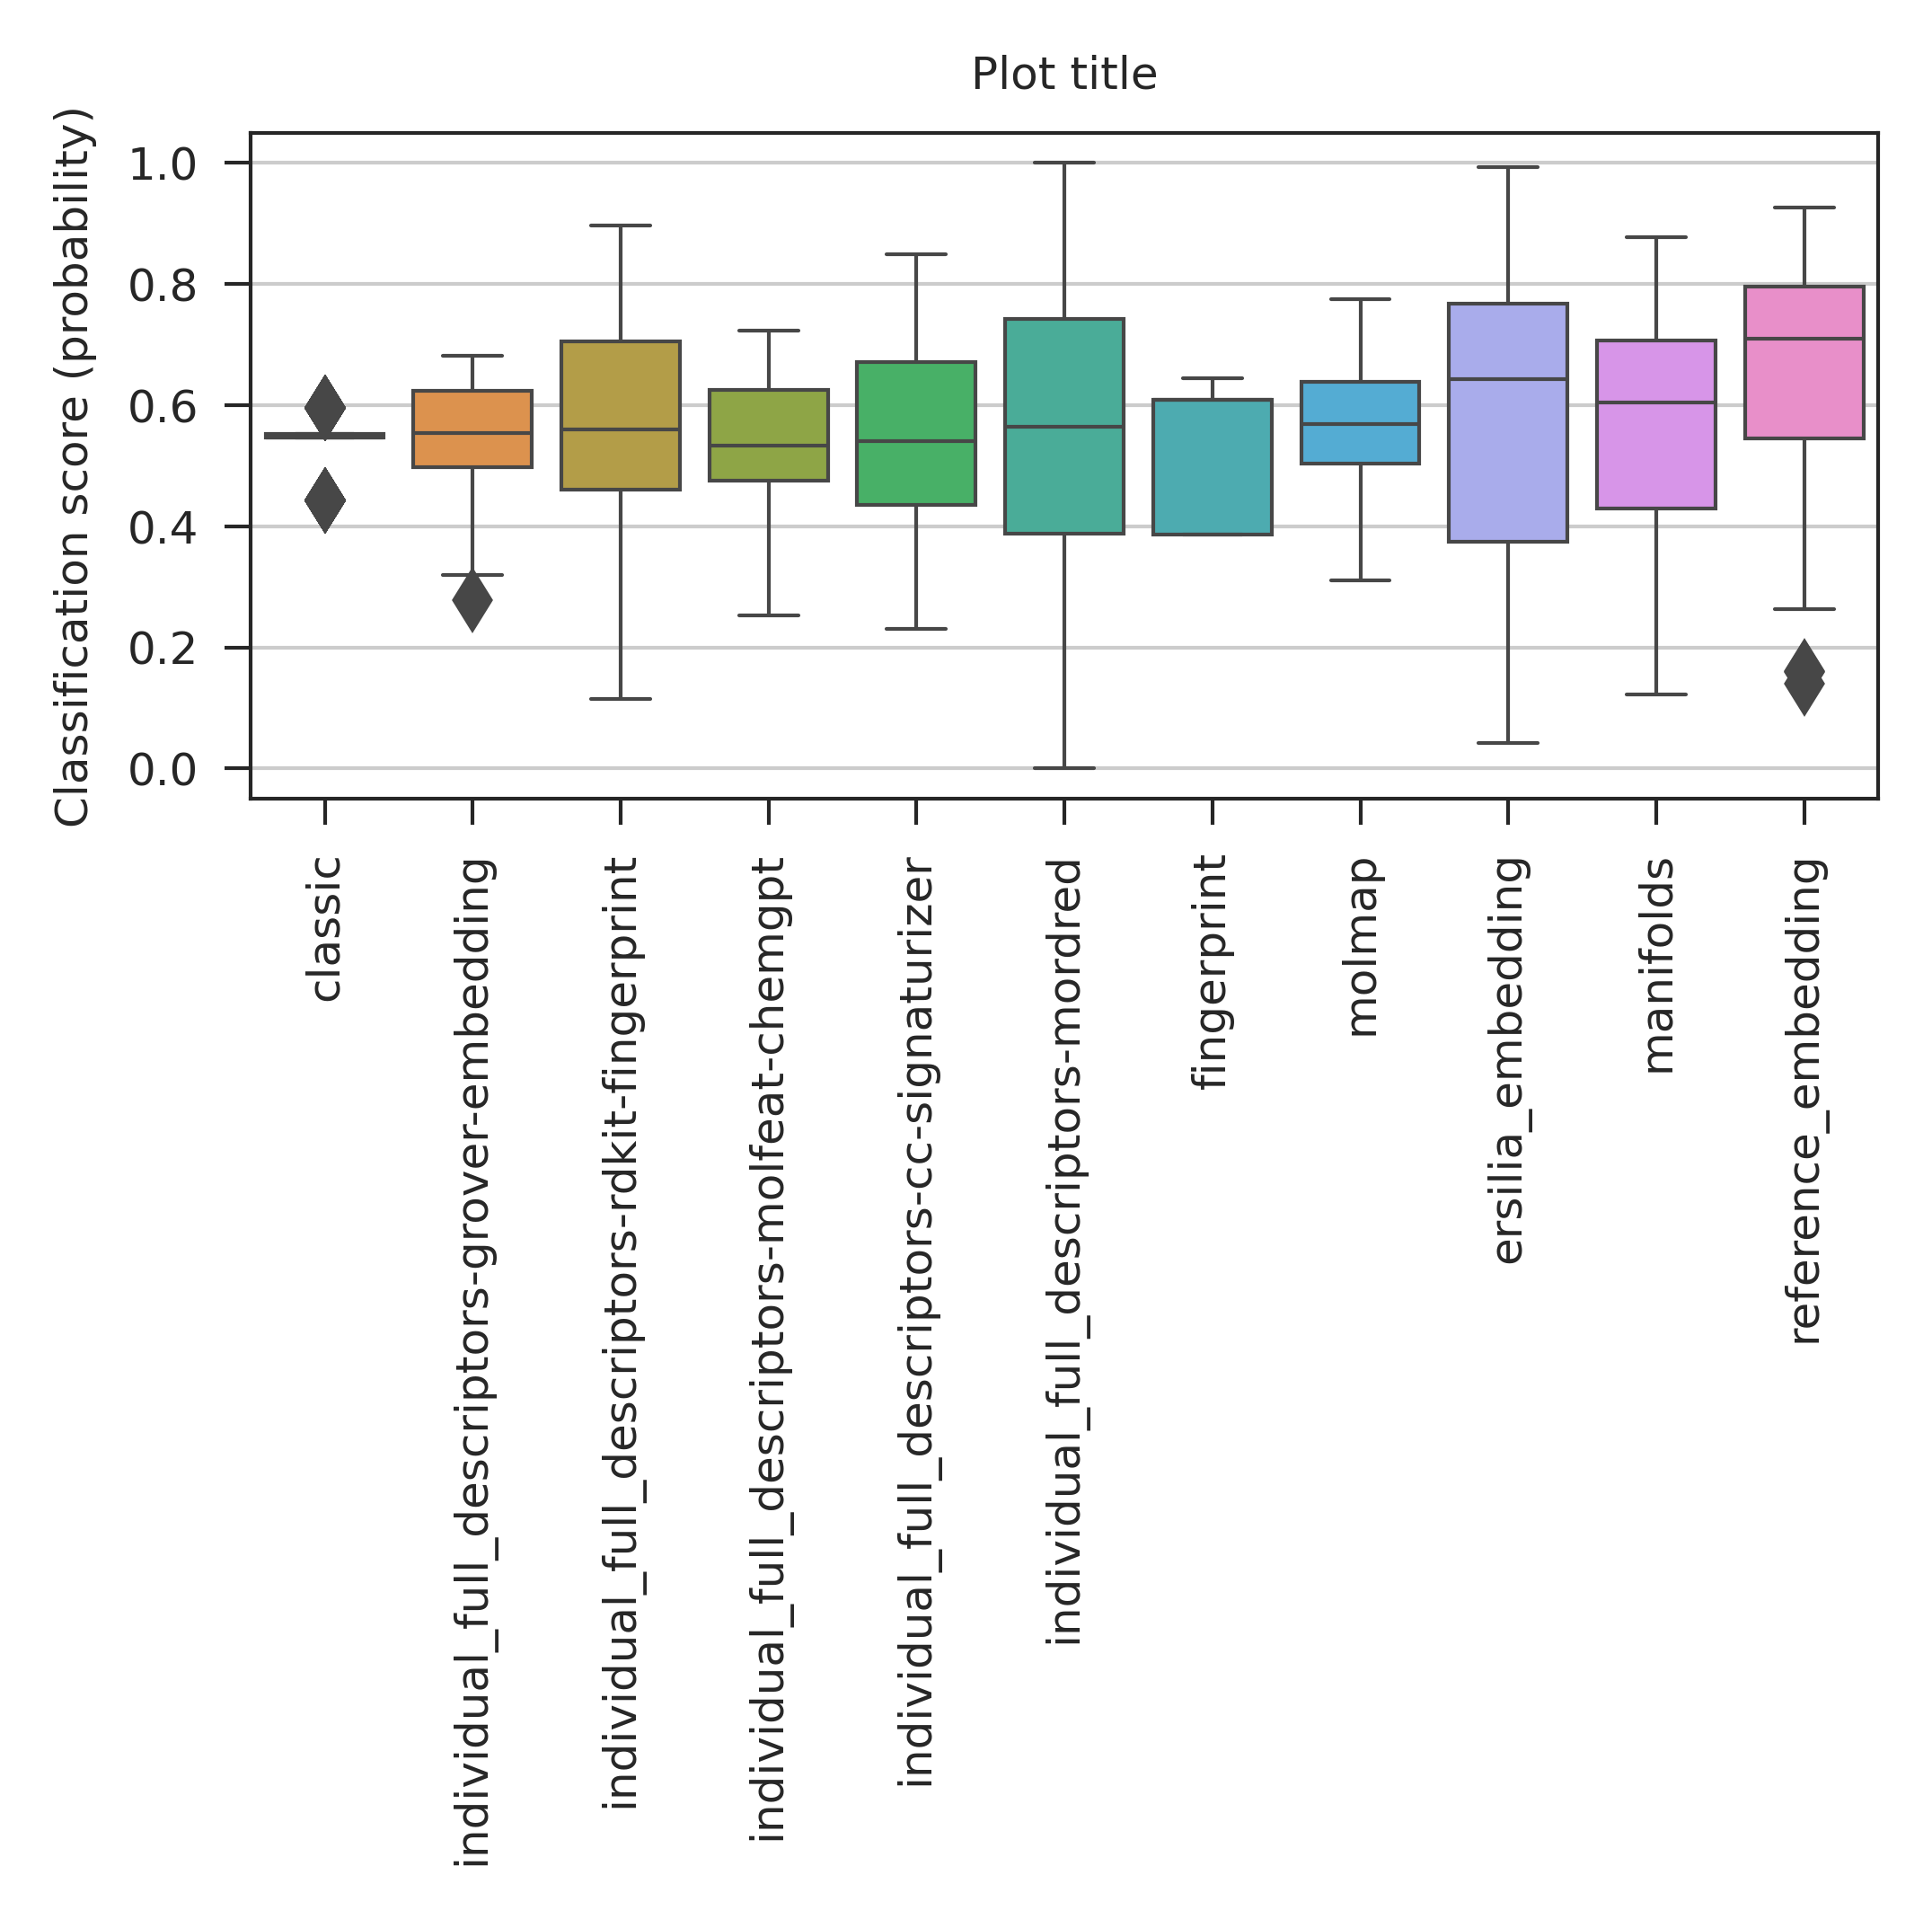 Plot title
Classification score (probability)
1.0
0.8
0.6
0.4
0.2
0.0
classic
individual_full_descriptors-grover-embedding
individual_full_descriptors-rdkit-fingerprint
individual_full_descriptors-molfeat-chemgpt
individual_full_descriptors-cc-signaturizer
individual_full_descriptors-mordred
fingerprint
molmap
ersilia_embedding
manifolds
reference_embedding